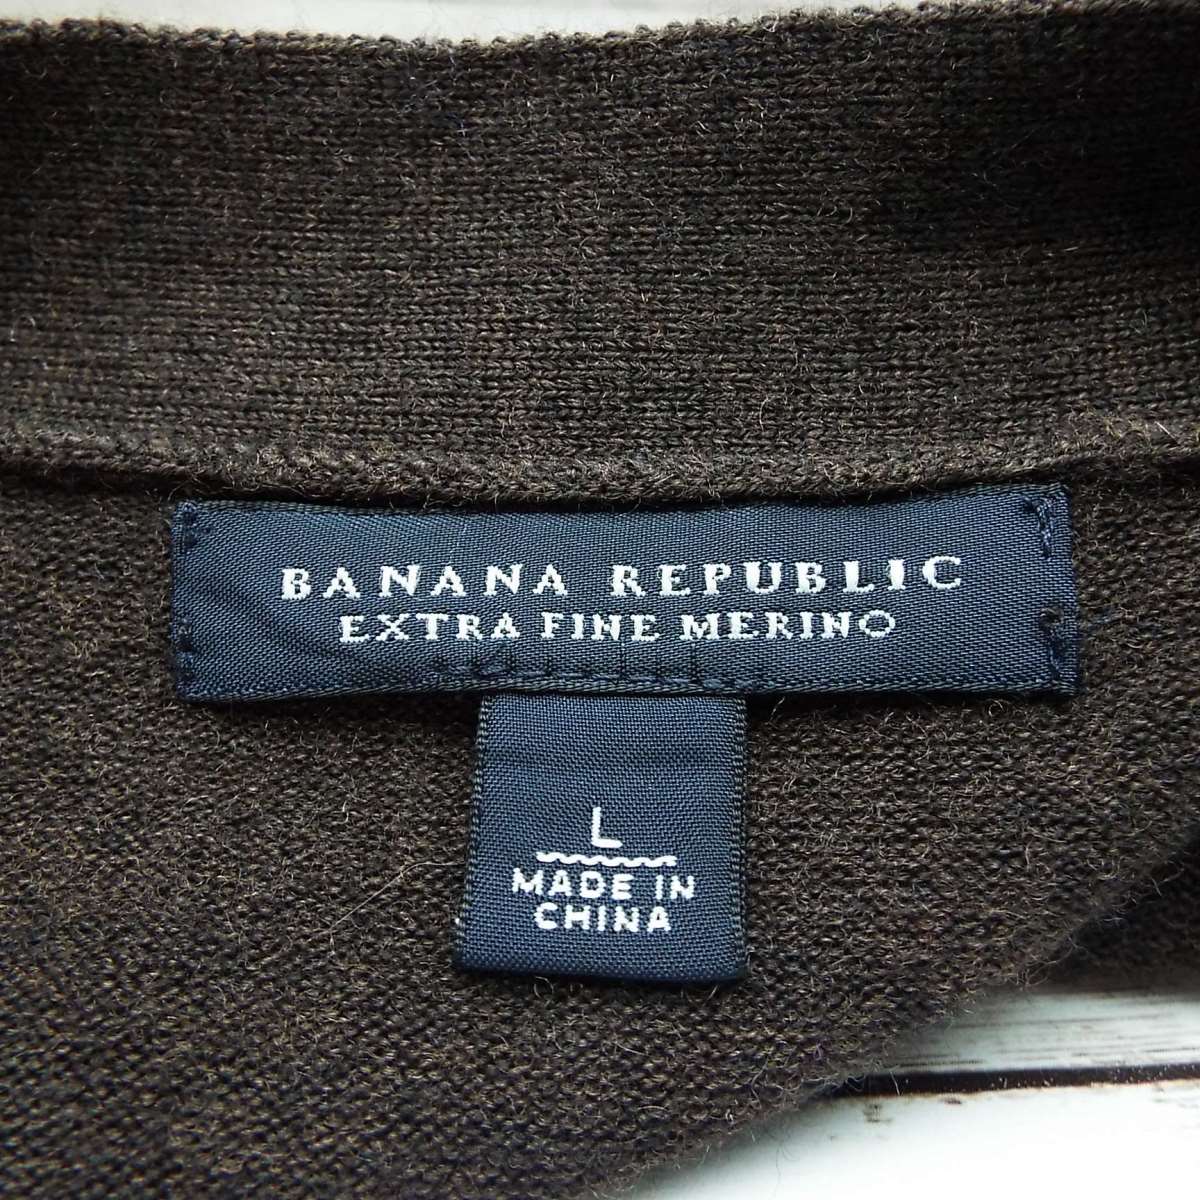 BANANA REPUBLIC
EXTRA FINE MERINO
L
MADE IN
CHINA